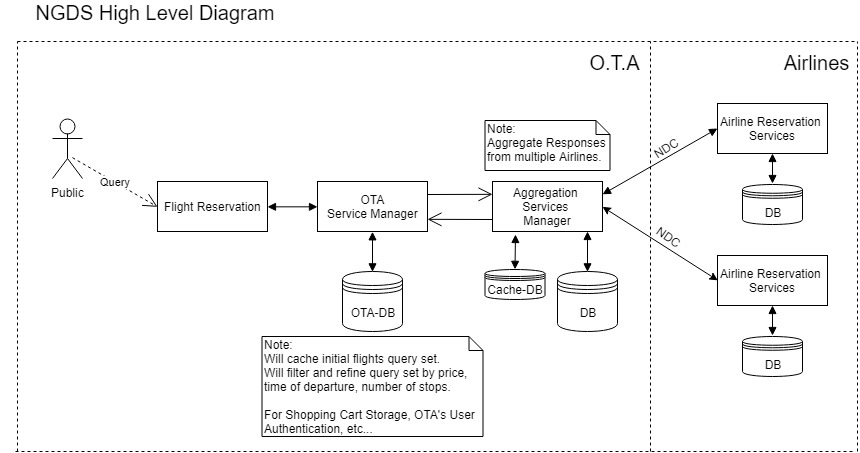 NGDS High Level Diagram
O.T.A
Airlines
Note:
Aggregate Responses
from multiple Airlines.
Airline Reservation
Services
NDC
DB
Public
Query
Flight Reservation
OTA
Service Manager
Aggregation
Services
Manager
NDC
Airline Reservation
Services
OTA-DB
Cache-DB
DB
DB
Note:
Will cache initial flights query set.
Will filter and refine query set by price,
time of departure, number of stops.
For Shopping Cart Storage, OTA's User
Authentication, etc...